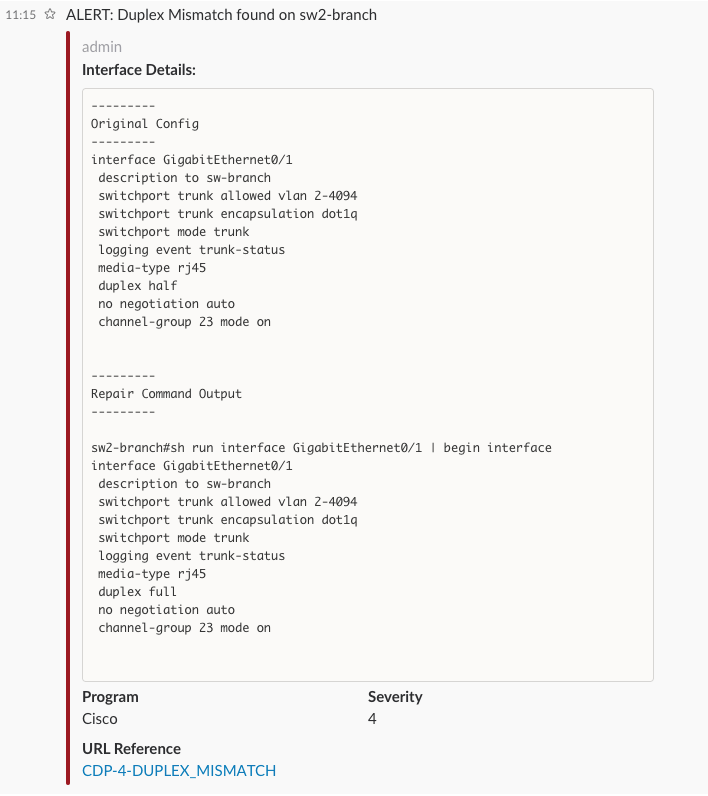 11:15 ☆ ALERT: Duplex Mismatch found on sw2-branch
admin
Interface Details:
---------
Original Config
---------
interface GigabitEthernet0/1
 description to sw-branch
 switchport trunk allowed vlan 2-4094
 switchport trunk encapsulation dot1q
 switchport mode trunk
 logging event trunk-status
 media-type rj45
 duplex half
 no negotiation auto
 channel-group 23 mode on
---------
Repair Command Output
---------
sw2-branch#sh run interface GigabitEthernet0/1 | begin interface
interface GigabitEthernet0/1
 description to sw-branch
 switchport trunk allowed vlan 2-4094
 switchport trunk encapsulation dot1q
 switchport mode trunk
 logging event trunk-status
 media-type rj45
 duplex full
 no negotiation auto
 channel-group 23 mode on
Program Severity
Cisco 4
URL Reference
CDP-4-DUPLEX_MISMATCH